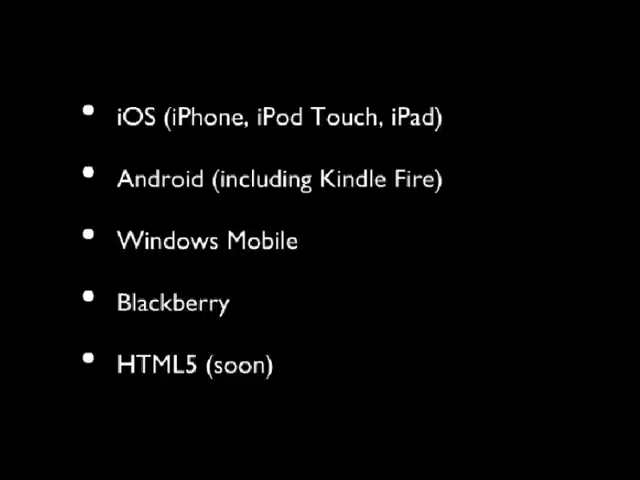 • iOS (iPhone, iPod Touch, iPad)
• Android (including Kindle Fire)
• Windows Mobile
• Blackberry
• HTML5 (soon)